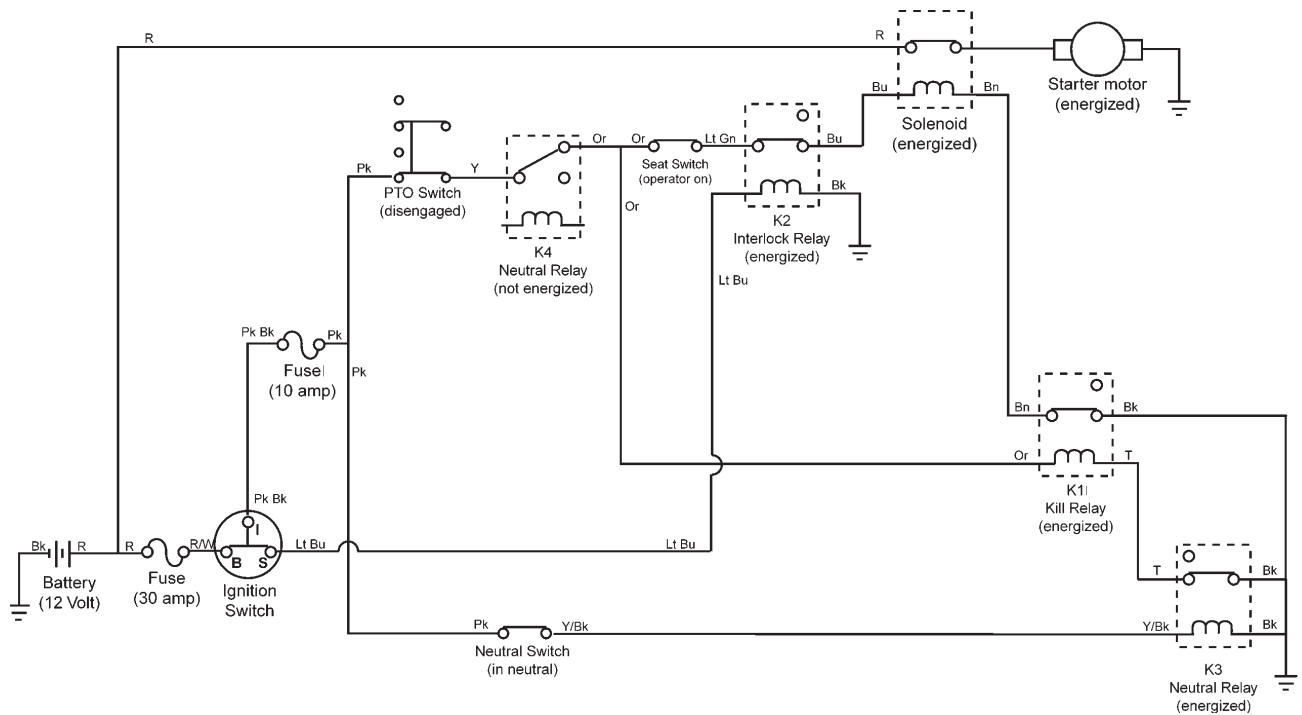 R
R
Starter motor
(energized)
Bu
Bn
Solenoid
(energized)
Or
Or
Lt Gn
Bu
Seat Switch
(operator on)
Pk
Y
PTO Switch
(disengaged)
Or
Bk
K2
Interlock Relay
(energized)
K4
Neutral Relay
(not energized)
Lt Bu
Pk Bk
Pk
Fuse
(10 amp)
Pk
Bn
Bk
Or
T
K1
Kill Relay
(energized)
Pk Bk
I
B
S
Bk
R
R
R/W
Lt Bu
Lt Bu
Battery
(12 Volt)
Fuse
(30 amp)
Ignition
Switch
T
Bk
Pk
Y/Bk
Y/Bk
Bk
Neutral Switch
(in neutral)
K3
Neutral Relay
(energized)